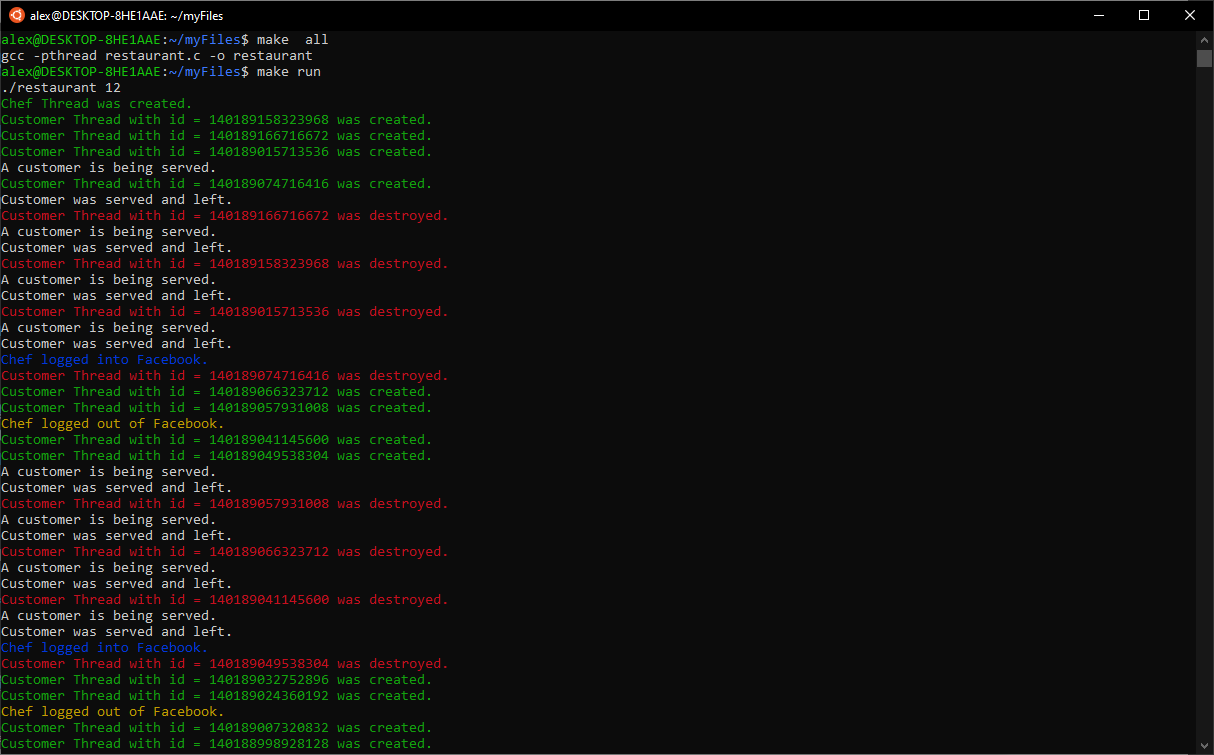 alex@DESKTOP-8HE1AAE: ~/myFiles
alex@DESKTOP-8HE1AAE:~/myFiles$ make  all
gcc -pthread restaurant.c -o restaurant
alex@DESKTOP-8HE1AAE:~/myFiles$ make run
./restaurant 12
Chef Thread was created.
Customer Thread with id = 140189158323968 was created.
Customer Thread with id = 140189166716672 was created.
Customer Thread with id = 140189015713536 was created.
A customer is being served.
Customer Thread with id = 140189074716416 was created.
Customer was served and left.
Customer Thread with id = 140189166716672 was destroyed.
A customer is being served.
Customer was served and left.
Customer Thread with id = 140189158323968 was destroyed.
A customer is being served.
Customer was served and left.
Customer Thread with id = 140189015713536 was destroyed.
A customer is being served.
Customer was served and left.
Chef logged into Facebook.
Customer Thread with id = 140189074716416 was destroyed.
Customer Thread with id = 140189066323712 was created.
Customer Thread with id = 140189057931008 was created.
Chef logged out of Facebook.
Customer Thread with id = 140189041145600 was created.
Customer Thread with id = 140189049538304 was created.
A customer is being served.
Customer was served and left.
Customer Thread with id = 140189057931008 was destroyed.
A customer is being served.
Customer was served and left.
Customer Thread with id = 140189066323712 was destroyed.
A customer is being served.
Customer was served and left.
Customer Thread with id = 140189041145600 was destroyed.
A customer is being served.
Customer was served and left.
Chef logged into Facebook.
Customer Thread with id = 140189049538304 was destroyed.
Customer Thread with id = 140189032752896 was created.
Customer Thread with id = 140189024360192 was created.
Chef logged out of Facebook.
Customer Thread with id = 140189007320832 was created.
Customer Thread with id = 140188998928128 was created.